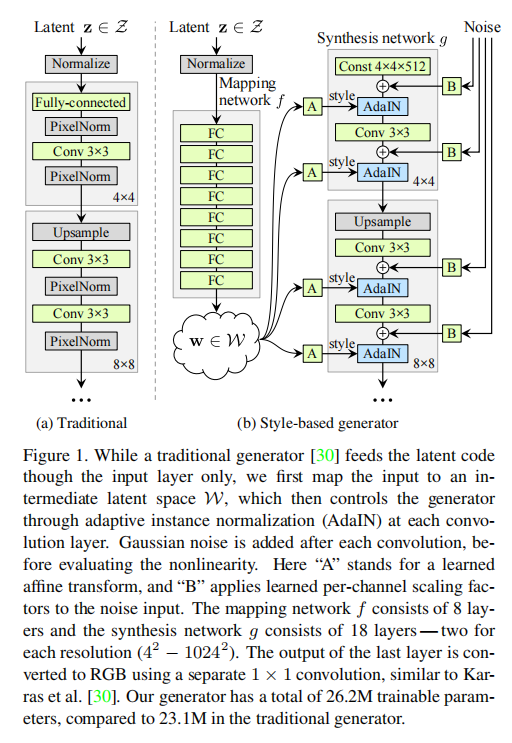 Latent z ∈ Z
Normalize
Fully-connected
PixelNorm
Conv 3×3
PixelNorm
4×4
Upsample
Conv 3×3
PixelNorm
Conv 3×3
PixelNorm
8×8
...
(a) Traditional
Latent z ∈ Z
Normalize
Mapping
network f
FC
FC
FC
FC
FC
FC
FC
FC
w ∈ W
Synthesis network g
Noise
Const 4×4×512
B
A
style
AdaIN
Conv 3×3
B
A
style
AdaIN
4×4
Upsample
Conv 3×3
B
A
style
AdaIN
Conv 3×3
B
A
style
AdaIN
8×8
...
(b) Style-based generator
Figure 1. While a traditional generator [30] feeds the latent code
though the input layer only, we first map the input to an in-
termediate latent space W, which then controls the generator
through adaptive instance normalization (AdaIN) at each convo-
lution layer. Gaussian noise is added after each convolution, be-
fore evaluating the nonlinearity. Here “A” stands for a learned
affine transform, and “B” applies learned per-channel scaling fac-
tors to the noise input. The mapping network f consists of 8 lay-
ers and the synthesis network g consists of 18 layers — two for
each resolution (4² − 1024²). The output of the last layer is con-
verted to RGB using a separate 1 × 1 convolution, similar to Kar-
ras et al. [30]. Our generator has a total of 26.2M trainable param-
eters, compared to 23.1M in the traditional generator.